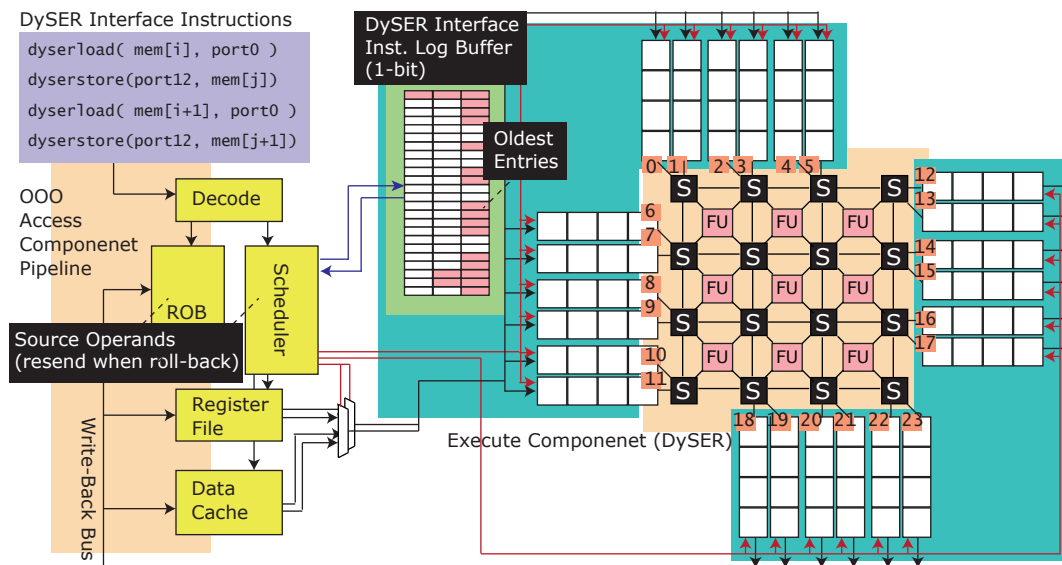 DySER Interface Instructions
dyserload( mem[i], port0 )
dyserstore(port12, mem[j])
dyserload( mem[i+1], port0 )
dyserstore(port12, mem[j+1])
DySER Interface
Inst. Log Buffer
(1-bit)
Oldest
Entries
OOO
Access
Componenet
Pipeline
Decode
ROB
Scheduler
Source Operands
(resend when roll-back)
Register
File
Data
Cache
Write-Back Bus
Execute Componenet (DySER)
0 1 2 3 4 5
6
7
8
9
10
11
12
13
14
15
16
17
18 19 20 21 22 23
S S S S
FU FU FU
S S S S
FU FU FU
S S S S
FU FU FU
S S S S